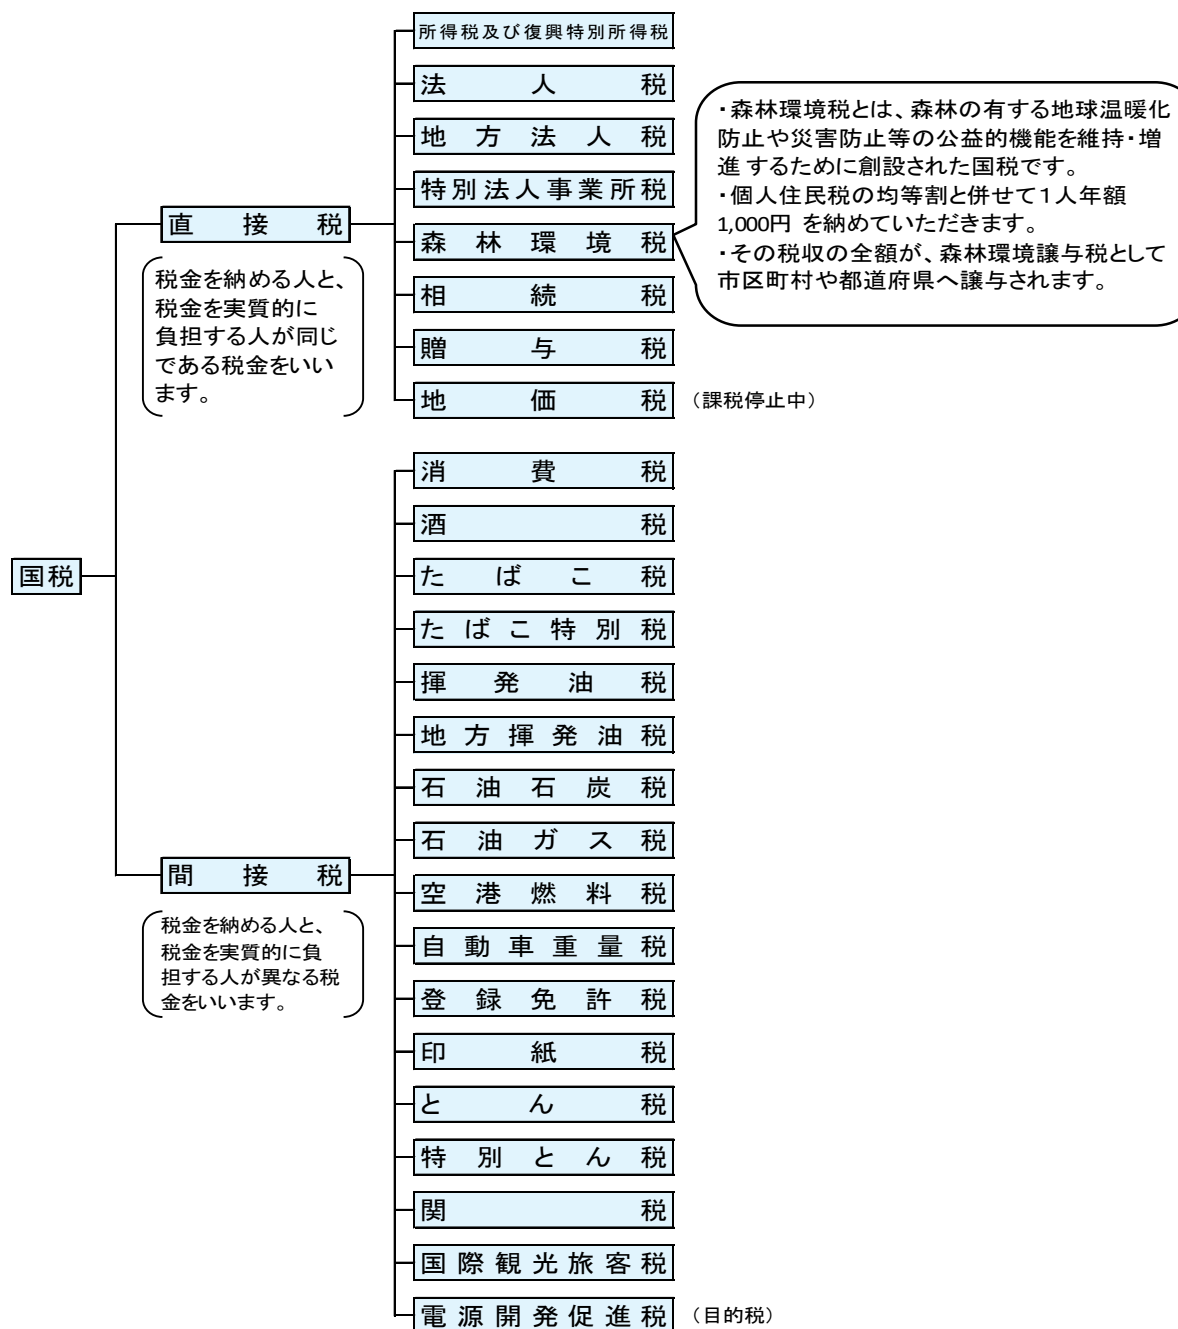 所得税及び復興特別所得税
法人税
地方法人税
特別法人事業所税
森林環境税
相続税
贈与税
地価税
（課税停止中）
・森林環境税とは、森林の有する地球温暖化
防止や災害防止等の公益的機能を維持・増
進するために創設された国税です。
・個人住民税の均等割と併せて１人年額
1,000円 を納めていただきます。
・その税収の全額が、森林環境譲与税として
市区町村や都道府県へ譲与されます。
直接税
税金を納める人と、
税金を実質的に
負担する人が同じ
である税金をいい
ます。
国税
消費税
酒税
たばこ税
たばこ特別税
揮発油税
地方揮発油税
石油石炭税
石油ガス税
空港燃料税
自動車重量税
登録免許税
印紙税
とん税
特別とん税
関税
国際観光旅客税
電源開発促進税
（目的税）
間接税
税金を納める人と、
税金を実質的に負
担する人が異なる税
金をいいます。